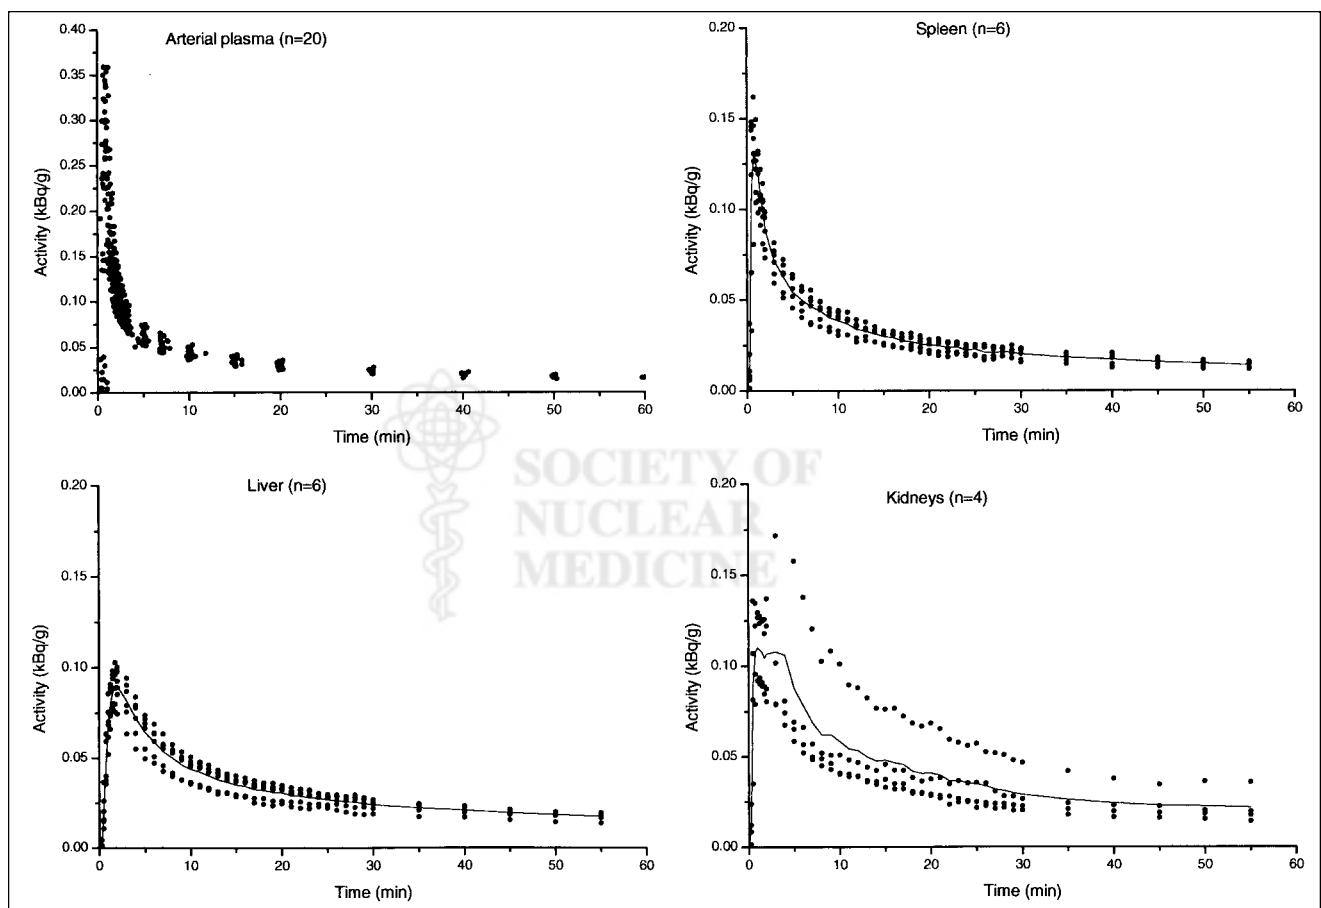 Arterial plasma (n=20)
0.40
0.35
0.30
0.25
0.20
0.15
0.10
0.05
0.00
Activity (kBq/g)
0 10 20 30 40 50 60
Time (min)
Spleen (n=6)
0.20
0.15
0.10
0.05
0.00
Activity (kBq/g)
0 10 20 30 40 50 60
Time (min)
Liver (n=6)
0.20
0.15
0.10
0.05
0.00
Activity (kBq/g)
0 10 20 30 40 50 60
Time (min)
Kidneys (n=4)
0.20
0.15
0.10
0.05
0.00
Activity (kBq/g)
0 10 20 30 40 50 60
Time (min)
SOCIETY OF
NUCLEAR
MEDICINE